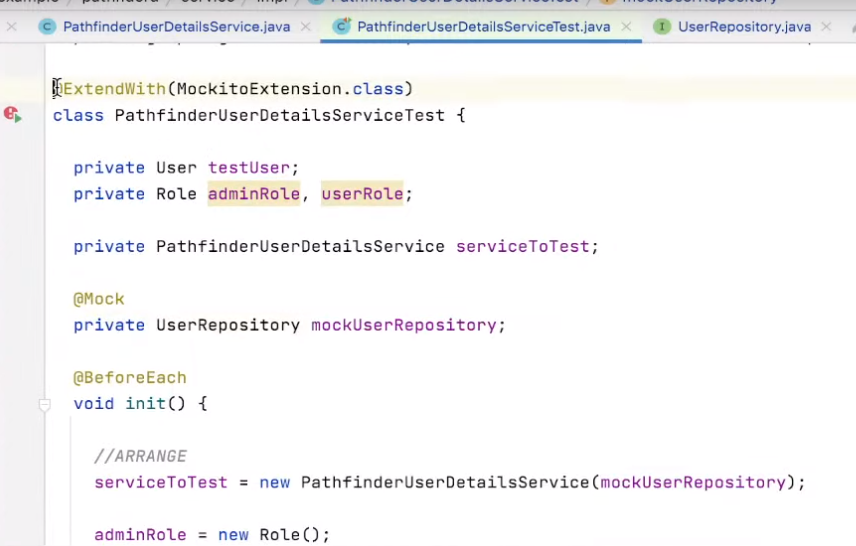 PathfinderUserDetailsService.java PathfinderUserDetailsServiceTest.java UserRepository.java
@ExtendWith(MockitoExtension.class)
class PathfinderUserDetailsServiceTest {
private User testUser;
private Role adminRole, userRole;
private PathfinderUserDetailsService serviceToTest;
@Mock
private UserRepository mockUserRepository;
@BeforeEach
void init() {
//ARRANGE
serviceToTest = new PathfinderUserDetailsService(mockUserRepository);
adminRole = new Role();